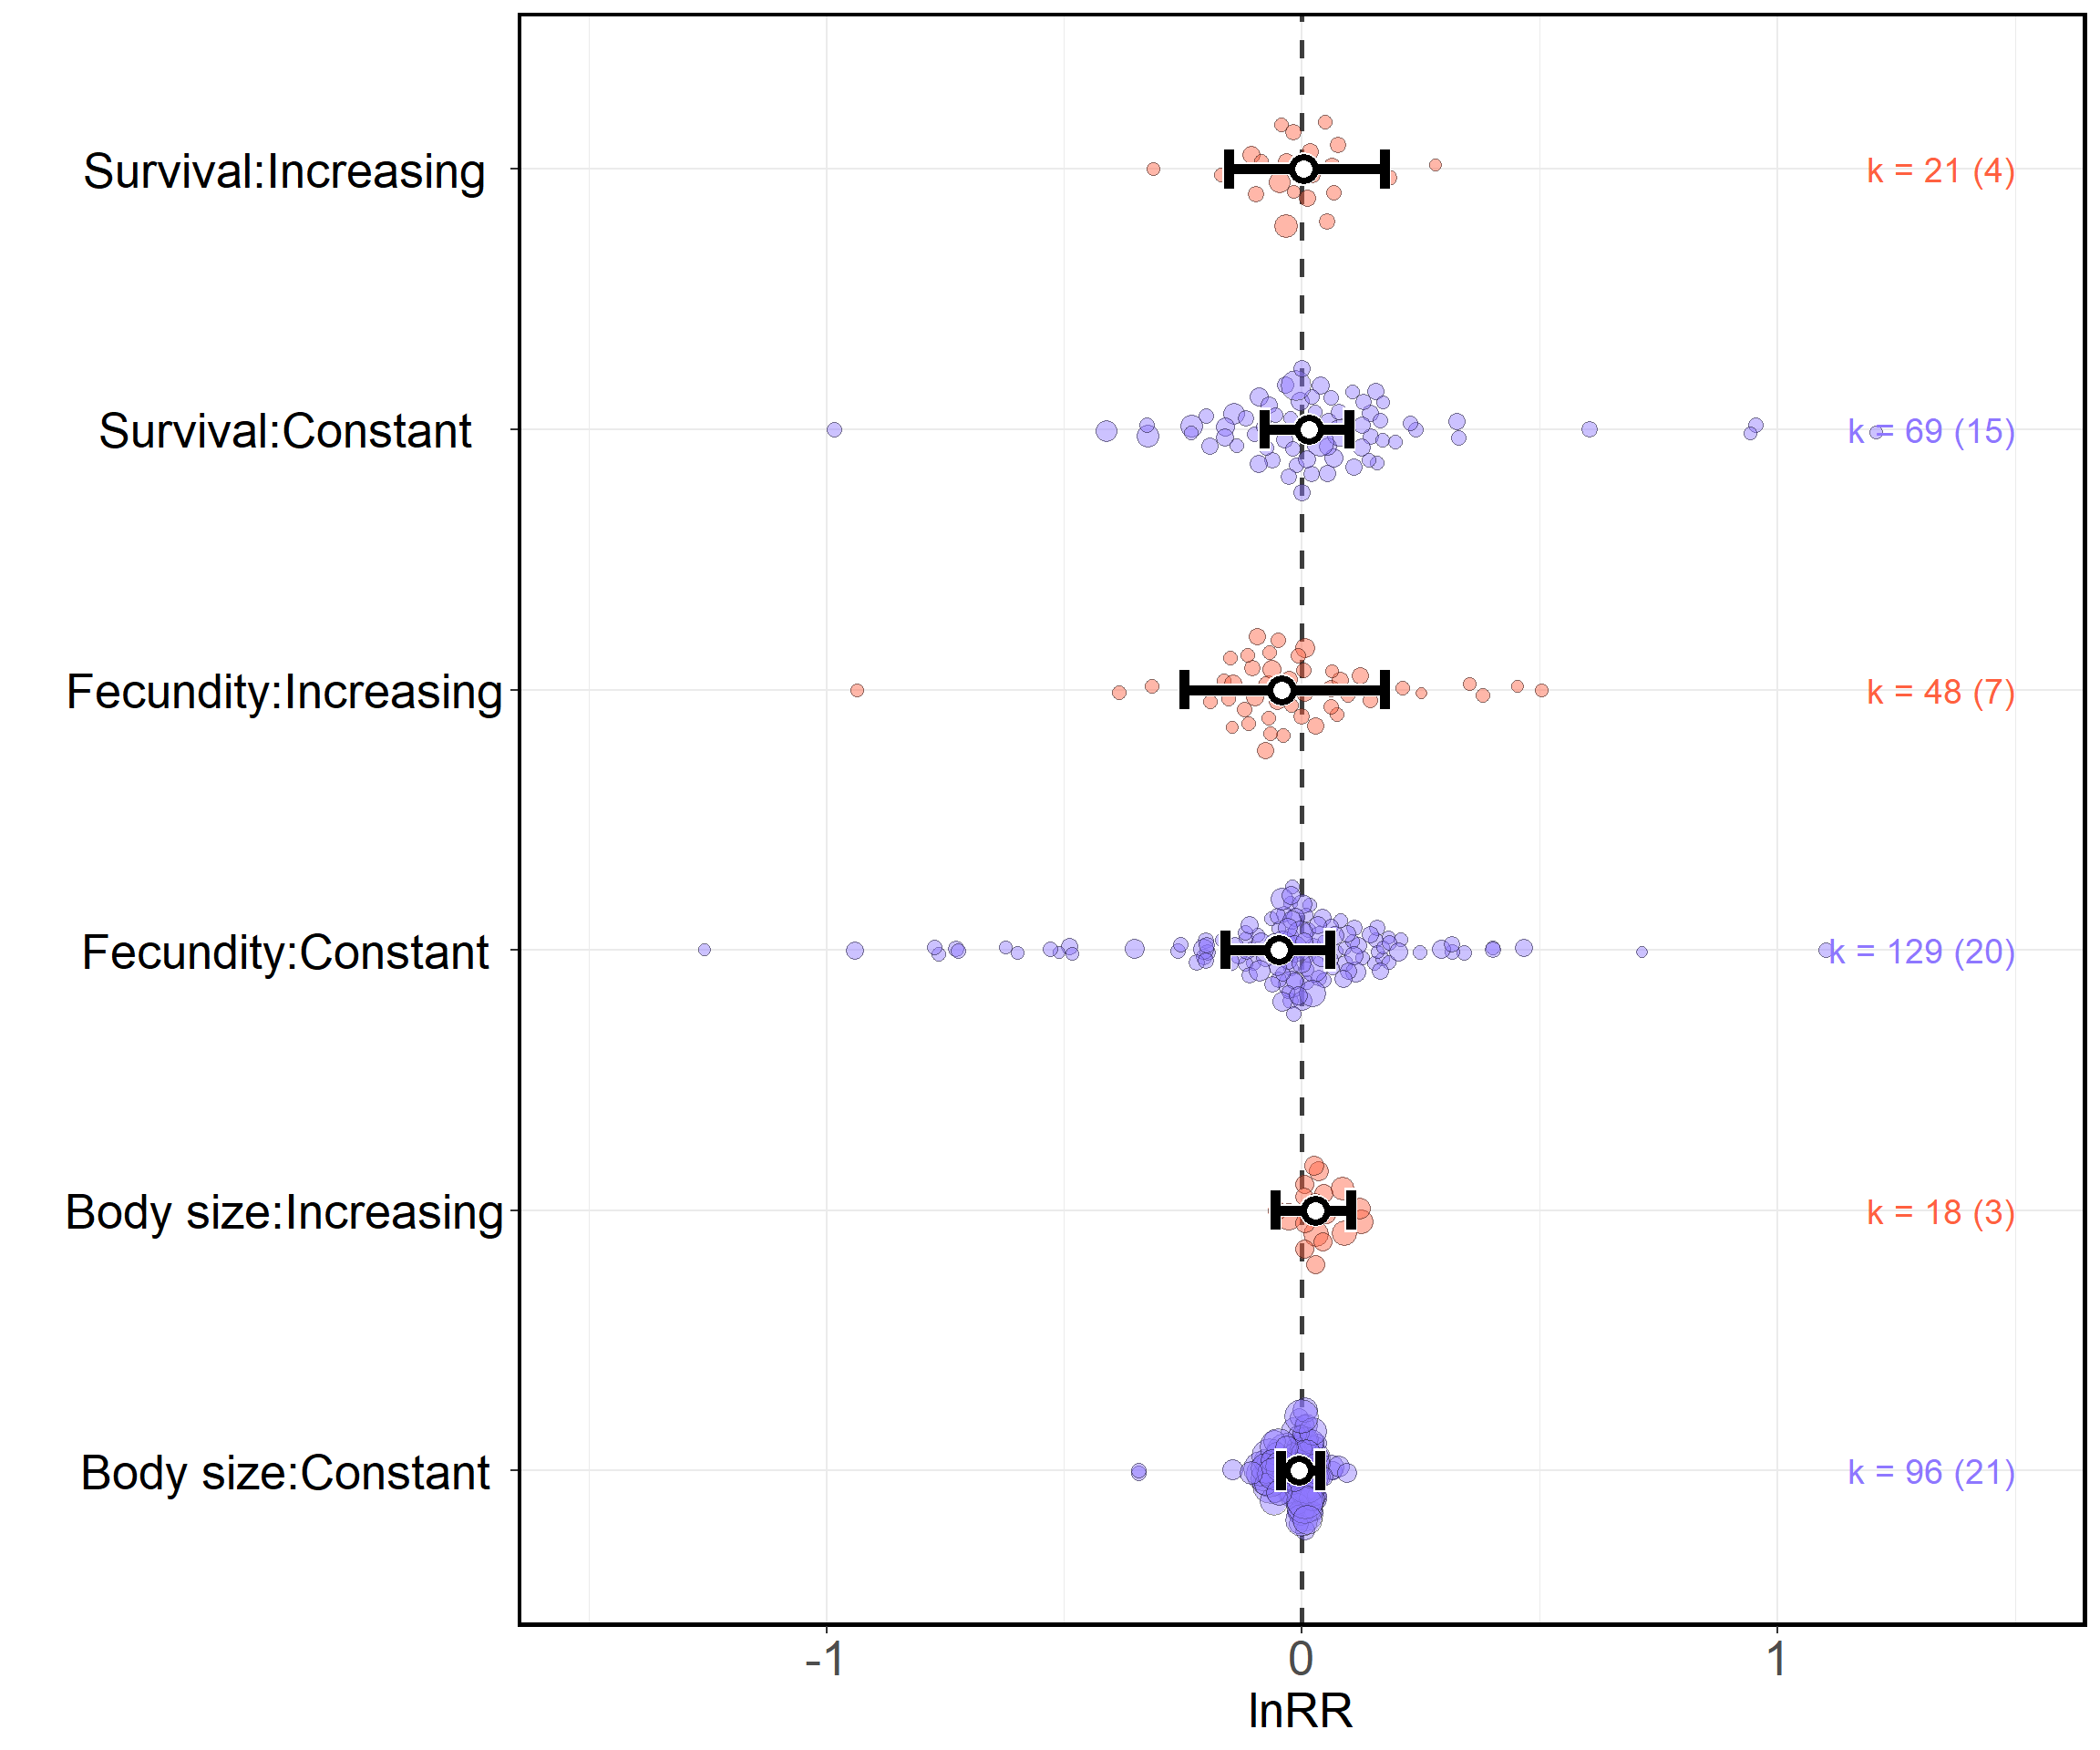 Survival:Increasing
k = 21 (4)
Survival:Constant
k = 69 (15)
Fecundity:Increasing
k = 48 (7)
Fecundity:Constant
k = 129 (20)
Body size:Increasing
k = 18 (3)
Body size:Constant
k = 96 (21)
-1 0 1
lnRR